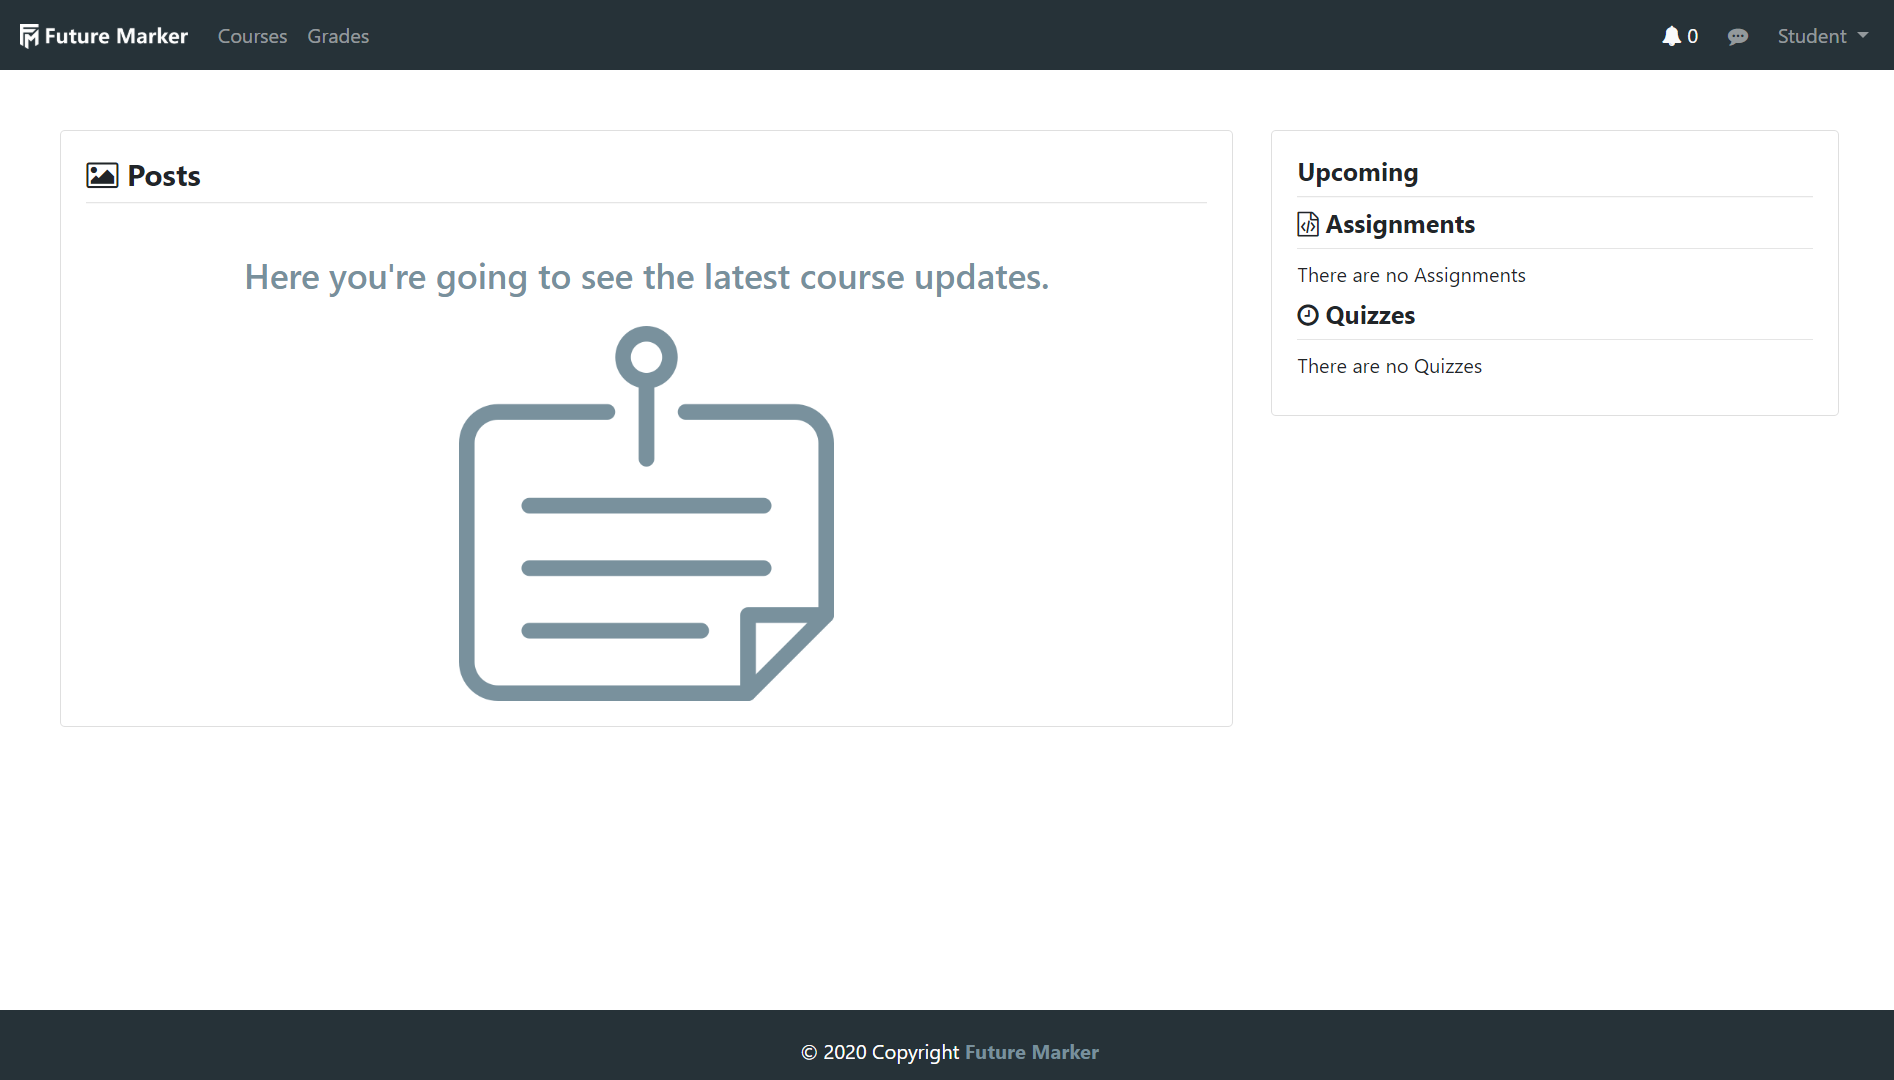 Future Marker Courses Grades 0 Student
Posts
Here you're going to see the latest course updates.
Upcoming
Assignments
There are no Assignments
Quizzes
There are no Quizzes
© 2020 Copyright Future Marker